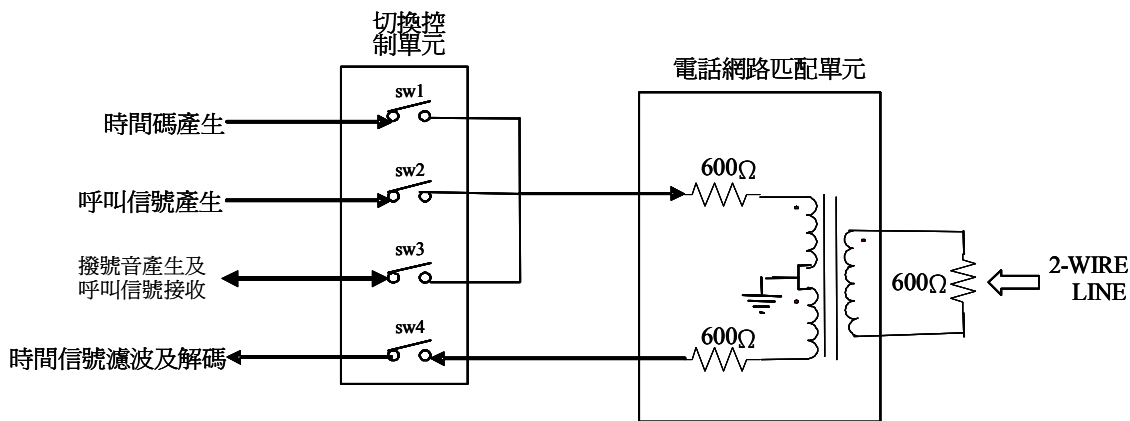 切換控
制單元
電話網路匹配單元
sw1
時間碼產生
sw2
600Ω
呼叫信號產生
sw3
撥號音產生及
呼叫信號接收
600Ω
2-WIRE
LINE
sw4
600Ω
時間信號濾波及解碼